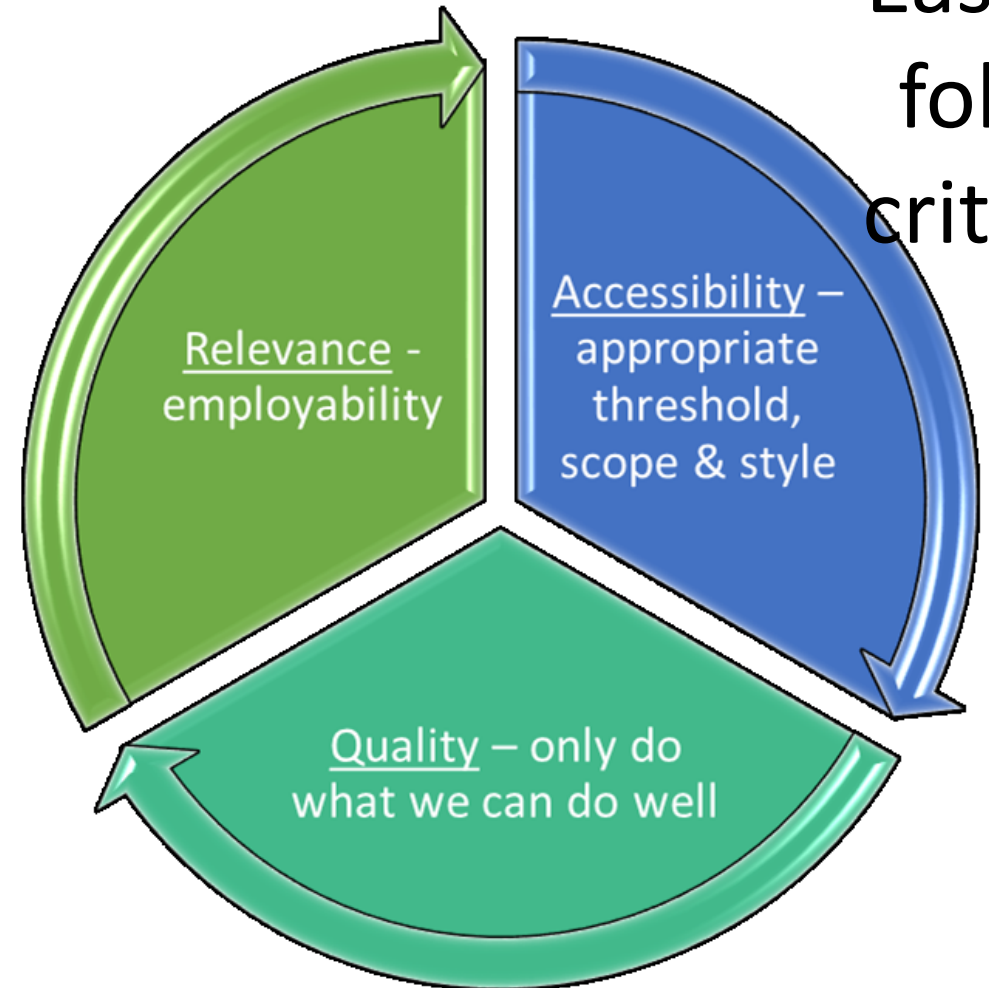 fol
crit
Accessibility –
appropriate
threshold,
scope & style
Relevance -
employability
Quality – only do
what we can do well